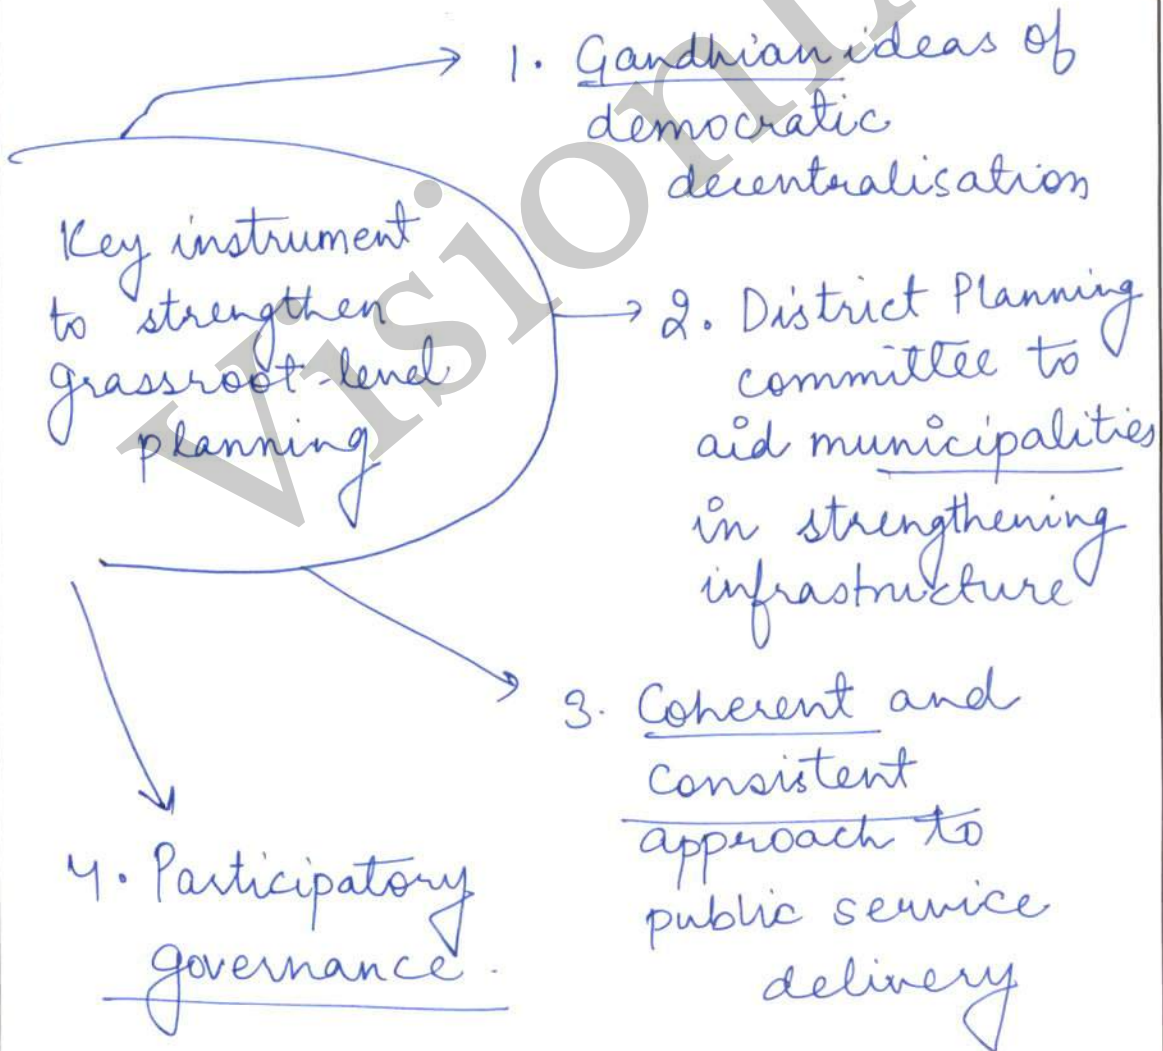 1. Gandhian ideas of
democratic
decentralisation
Key instrument
to strengthen
grassroot-level
planning
2. District Planning
committee to
aid municipalities
in strengthening
infrastructure
3. Coherent and
consistent
approach to
public service
delivery
4. Participatory
governance.
Vision